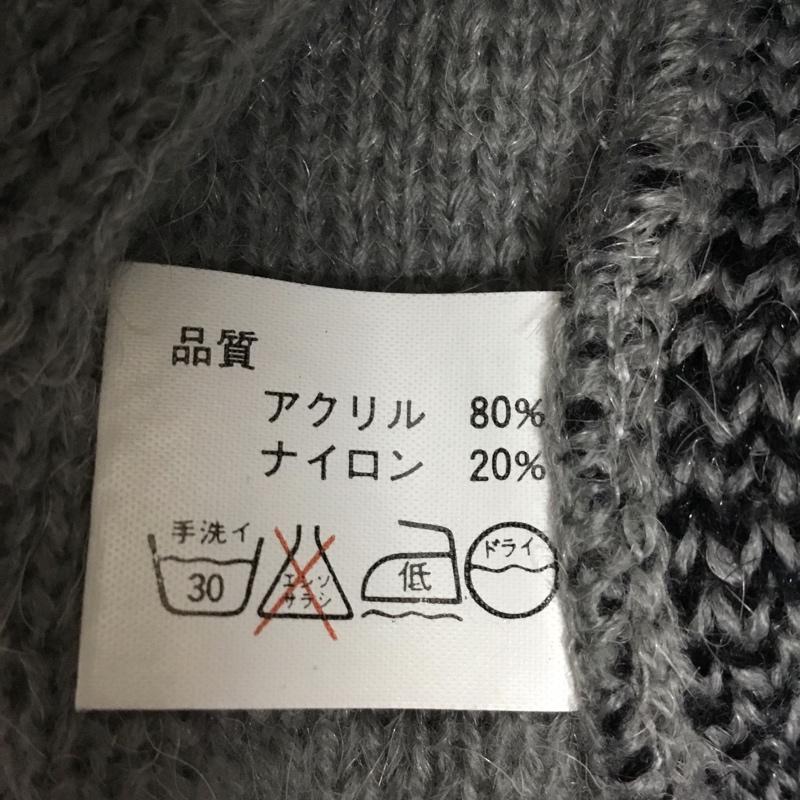 品質
アクリル 80%
ナイロン 20%
手洗イ
30
エンソ
サラシ
低
ドライ